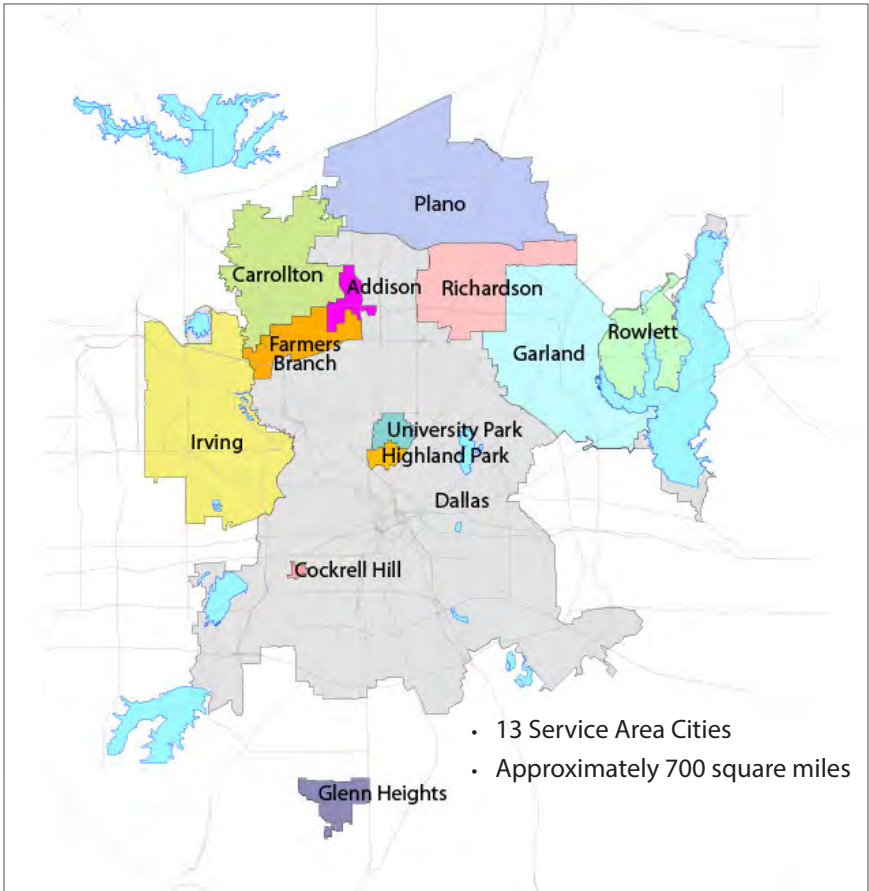 Plano
Carrollton
Addison
Richardson
Rowlett
Farmers
Branch
Garland
University Park
Irving
Highland Park
Dallas
Cockrell Hill
• 13 Service Area Cities
• Approximately 700 square miles
Glenn Heights